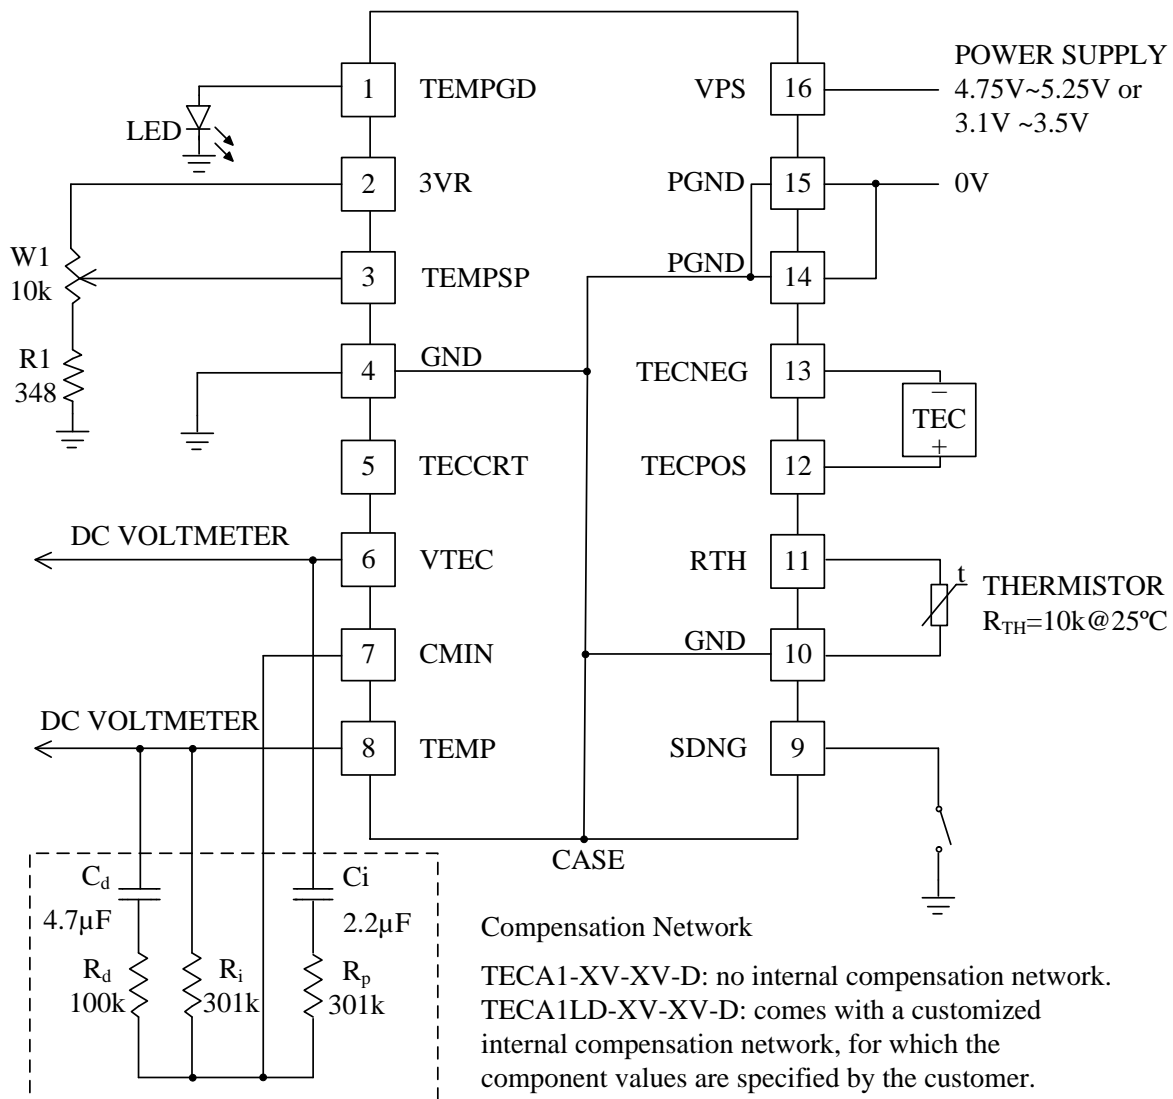 1 TEMPGD
LED
2 3VR
W1
10k
3 TEMPSP
R1
348
4 GND
5 TECCRT
DC VOLTMETER
6 VTEC
7 CMIN
DC VOLTMETER
8 TEMP
VPS 16
POWER SUPPLY
4.75V~5.25V or
3.1V ~3.5V
PGND 15
0V
PGND 14
TECNEG 13
−
TEC
+
TECPOS 12
RTH 11
t
THERMISTOR
R_TH=10k@25ºC
GND 10
SDNG 9
CASE
C_d
4.7µF
R_d
100k
R_i
301k
Ci
2.2µF
R_p
301k
Compensation Network
TECA1-XV-XV-D: no internal compensation network.
TECA1LD-XV-XV-D: comes with a customized
internal compensation network, for which the
component values are specified by the customer.